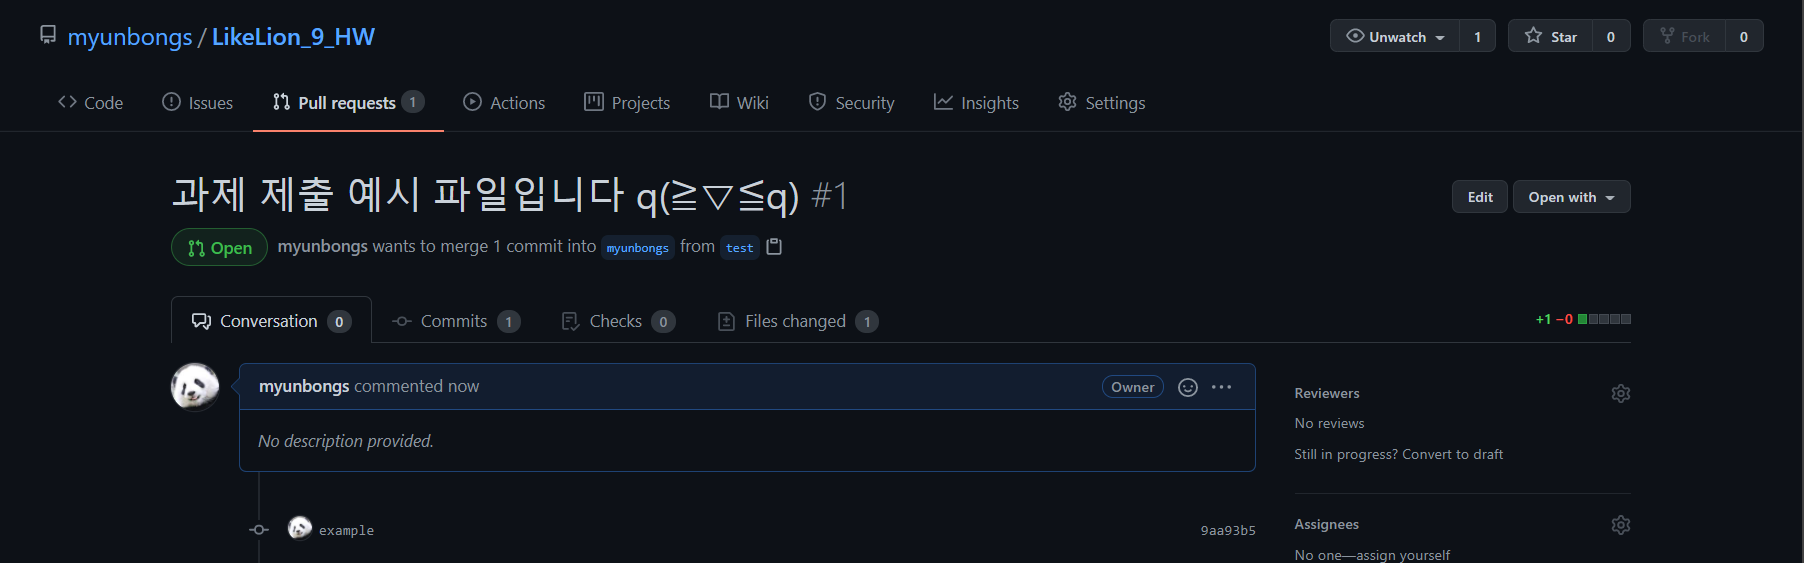 myunbongs / LikeLion_9_HW
Unwatch 1 Star 0 Fork 0
Code Issues Pull requests 1 Actions Projects Wiki Security Insights Settings
과제 제출 예시 파일입니다 q(≧▽≦q) #1
Edit Open with
Open myunbongs wants to merge 1 commit into myunbongs from test
Conversation 0 Commits 1 Checks 0 Files changed 1
+1 −0
myunbongs commented now
Owner
No description provided.
example
9aa93b5
Reviewers
No reviews
Still in progress? Convert to draft
Assignees
No one—assign yourself